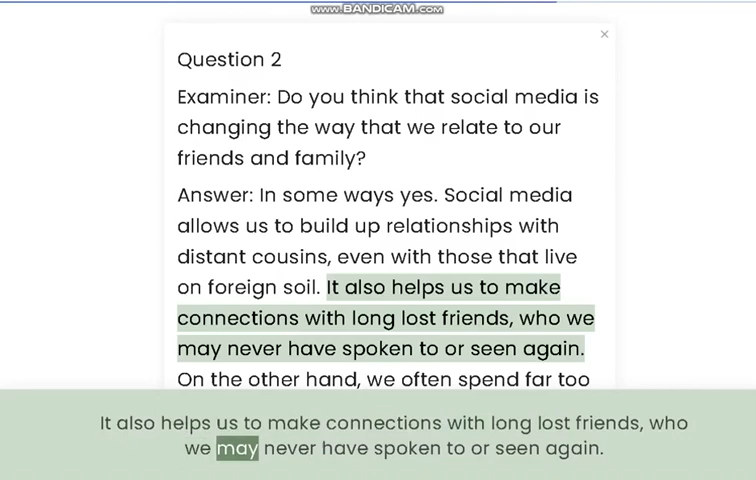 www.BANDICAM.com
×
Question 2
Examiner: Do you think that social media is
changing the way that we relate to our
friends and family?
Answer: In some ways yes. Social media
allows us to build up relationships with
distant cousins, even with those that live
on foreign soil. It also helps us to make
connections with long lost friends, who we
may never have spoken to or seen again.
On the other hand, we often spend far too
It also helps us to make connections with long lost friends, who
we may never have spoken to or seen again.